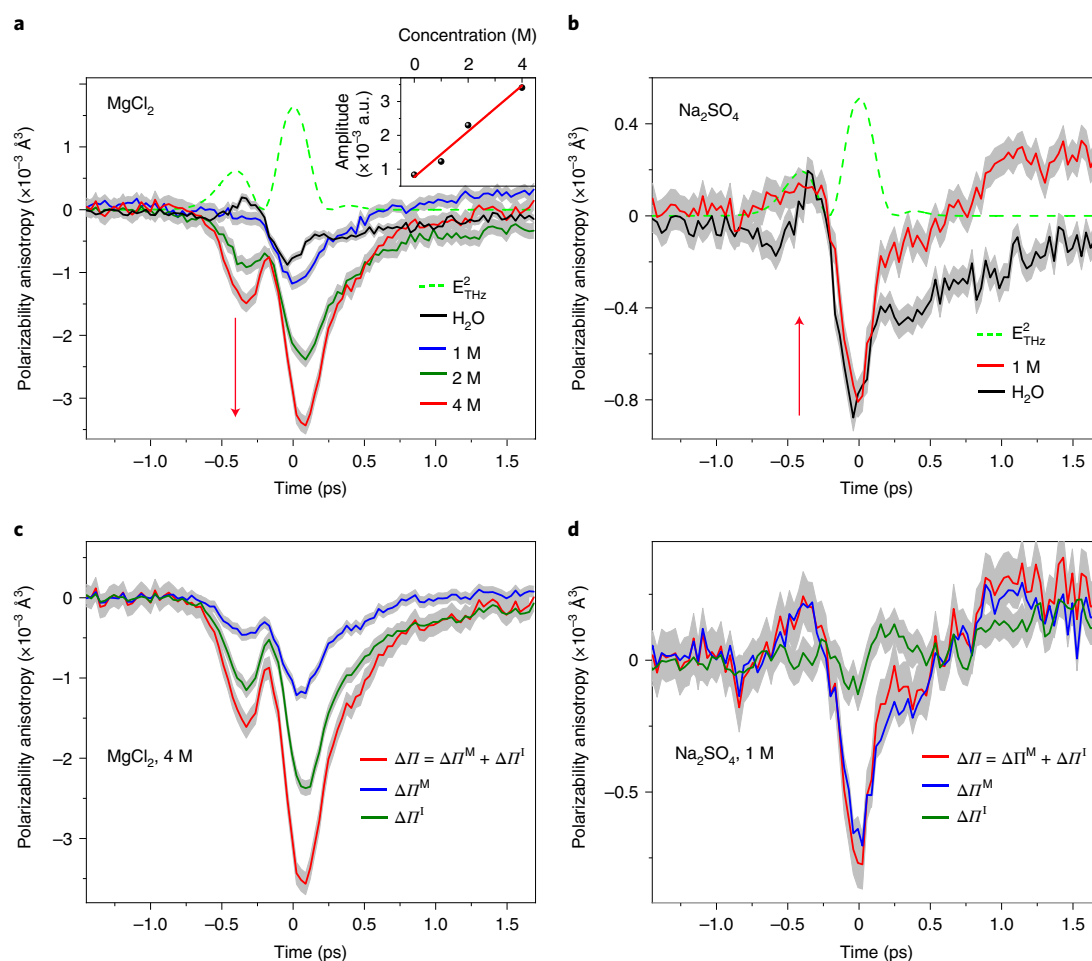 a
MgCl₂
Concentration (M)
0 2 4
Amplitude
(×10⁻³ a.u.)
3
2
1
Polarizability anisotropy (×10⁻³ Å³)
1
0
–1
–2
–3
E²THz
H₂O
1 M
2 M
4 M
–1.0 –0.5 0 0.5 1.0 1.5
Time (ps)
b
Na₂SO₄
Polarizability anisotropy (×10⁻³ Å³)
0.4
0
–0.4
–0.8
E²THz
1 M
H₂O
–1.0 –0.5 0 0.5 1.0 1.5
Time (ps)
c
Polarizability anisotropy (×10⁻³ Å³)
0
–1
–2
–3
MgCl₂, 4 M
ΔΠ = ΔΠᴹ + ΔΠᴵ
ΔΠᴹ
ΔΠᴵ
–1.0 –0.5 0 0.5 1.0 1.5
Time (ps)
d
Polarizability anisotropy (×10⁻³ Å³)
0
–0.5
Na₂SO₄, 1 M
ΔΠ = ΔΠᴹ + ΔΠᴵ
ΔΠᴹ
ΔΠᴵ
–1.0 –0.5 0 0.5 1.0 1.5
Time (ps)